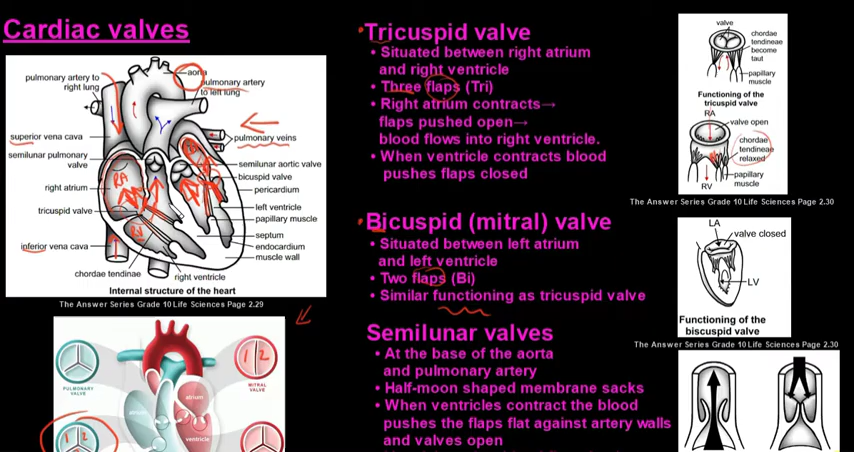 Cardiac valves
pulmonary artery to
right lung
aorta
pulmonary artery
to left lung
superior vena cava
pulmonary veins
semilunar pulmonary
valve
semilunar aortic valve
bicuspid valve
right atrium
pericardium
left ventricle
tricuspid valve
papillary muscle
septum
inferior vena cava
endocardium
muscle wall
chordae tendinae
right ventricle
RA
RV
Internal structure of the heart
The Answer Series Grade 10 Life Sciences Page 2.29
PULMONARY
VALVE
1 2
MITRAL
VALVE
atrium
atrium
ventricle
1 2
Tricuspid valve
• Situated between right atrium
and right ventricle
• Three flaps (Tri)
• Right atrium contracts→
flaps pushed open→
blood flows into right ventricle.
• When ventricle contracts blood
pushes flaps closed
• Bicuspid (mitral) valve
• Situated between left atrium
and left ventricle
• Two flaps (Bi)
• Similar functioning as tricuspid valve
Semilunar valves
• At the base of the aorta
and pulmonary artery
• Half-moon shaped membrane sacks
• When ventricles contract the blood
pushes the flaps flat against artery walls
and valves open
valve
chordae
tendineae
become
taut
papillary
muscle
Functioning of the
tricuspid valve
RA
valve open
chordae
tendineae
relaxed
papillary
muscle
RV
The Answer Series Grade 10 Life Sciences Page 2.30
LA
valve closed
LV
Functioning of the
biscuspid valve
The Answer Series Grade 10 Life Sciences Page 2.30